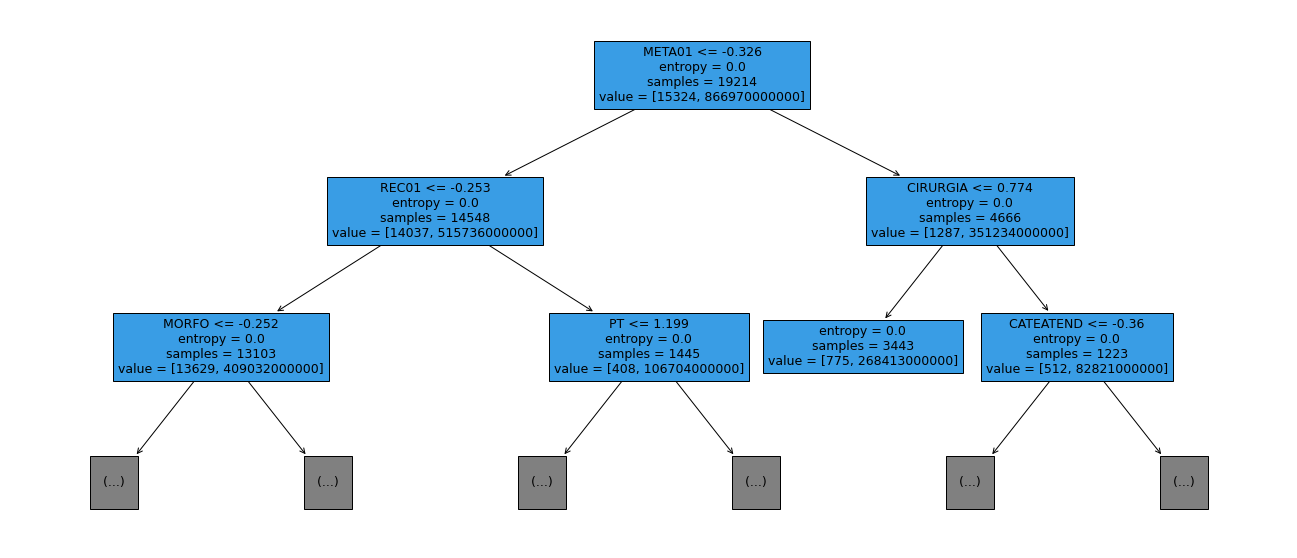 META01 <= -0.326
entropy = 0.0
samples = 19214
value = [15324, 866970000000]
REC01 <= -0.253
entropy = 0.0
samples = 14548
value = [14037, 515736000000]
CIRURGIA <= 0.774
entropy = 0.0
samples = 4666
value = [1287, 351234000000]
MORFO <= -0.252
entropy = 0.0
samples = 13103
value = [13629, 409032000000]
PT <= 1.199
entropy = 0.0
samples = 1445
value = [408, 106704000000]
entropy = 0.0
samples = 3443
value = [775, 268413000000]
CATEATEND <= -0.36
entropy = 0.0
samples = 1223
value = [512, 82821000000]
(...)
(...)
(...)
(...)
(...)
(...)